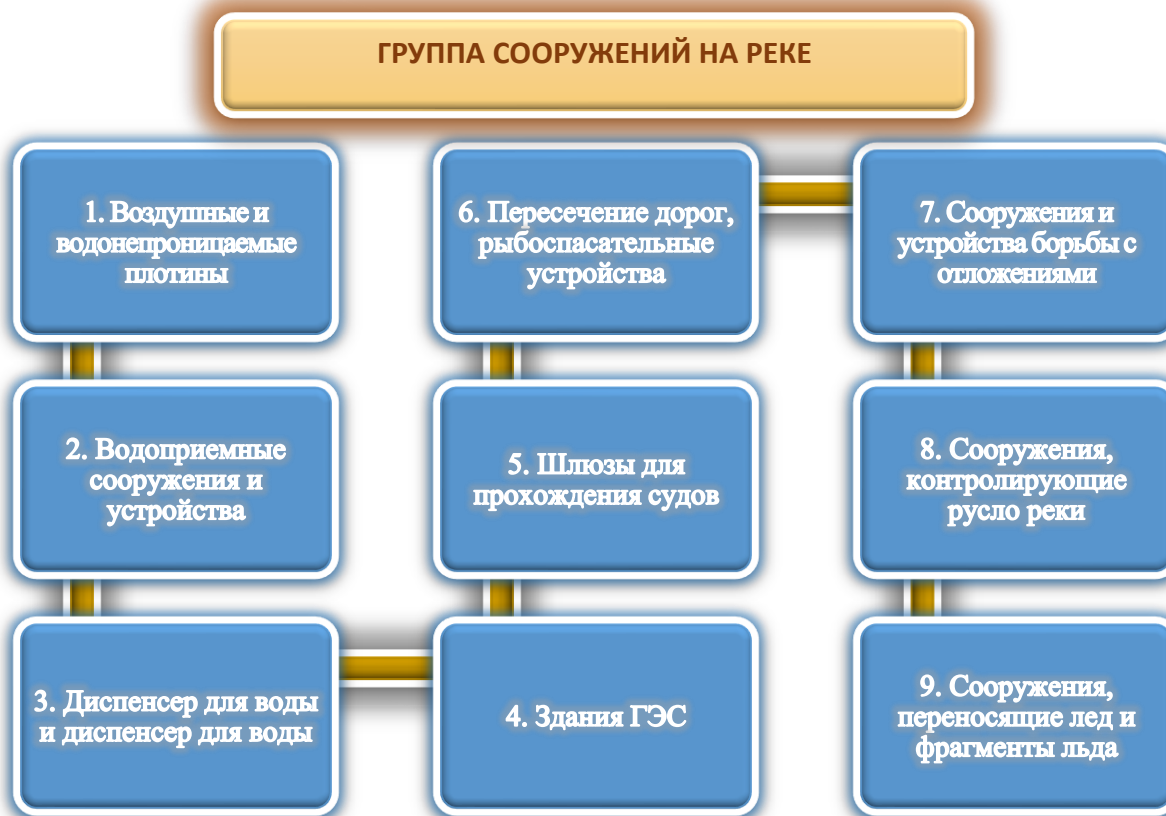 ГРУППА СООРУЖЕНИЙ НА РЕКЕ
1. Воздушные и
водонепроницаемые
плотины
2. Водоприемные
сооружения и
устройства
3. Диспенсер для воды
и диспенсер для воды
4. Здания ГЭС
5. Шлюзы для
прохождения судов
6. Пересечение дорог,
рыбоспасательные
устройства
7. Сооружения и
устройства борьбы с
отложениями
8. Сооружения,
контролирующие
русло реки
9. Сооружения,
переносящие лед и
фрагменты льда